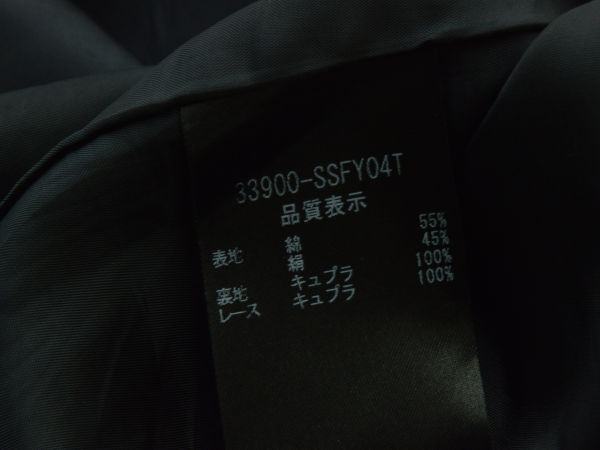 33900-SSFY04T
品質表示
表地 綿 55%
絹 45%
裏地 キュプラ 100%
レース キュプラ 100%